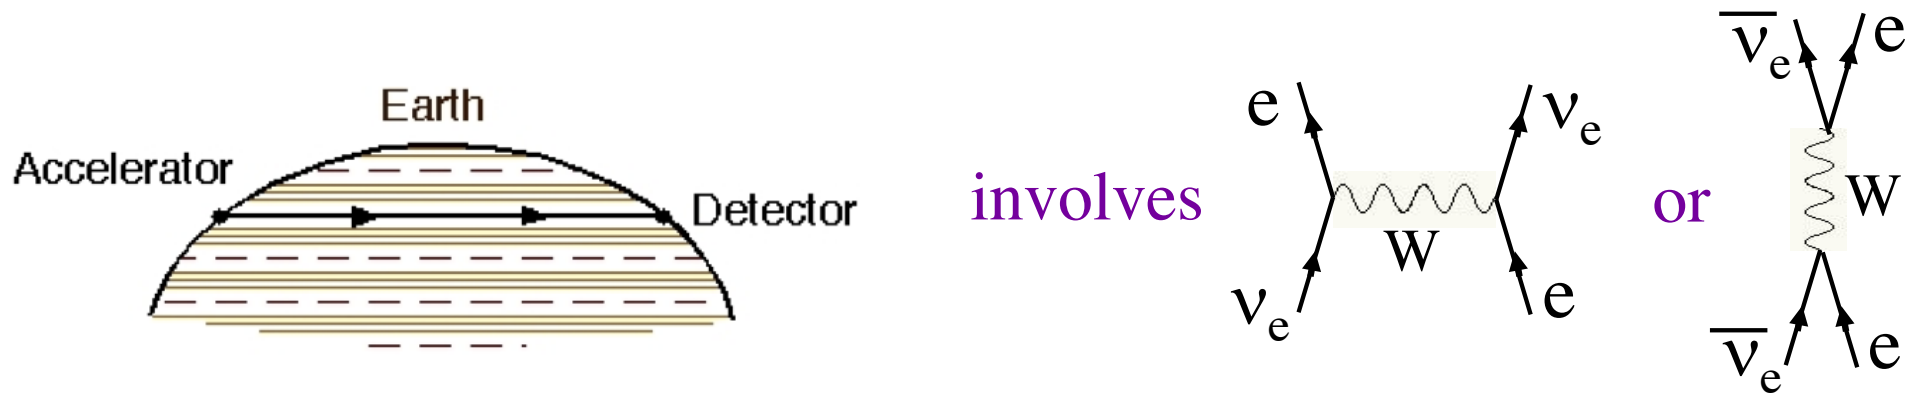 Earth
Accelerator
Detector
involves
e
νₑ
W
νₑ
e
or
ν̅ₑ
e
W
ν̅ₑ
e